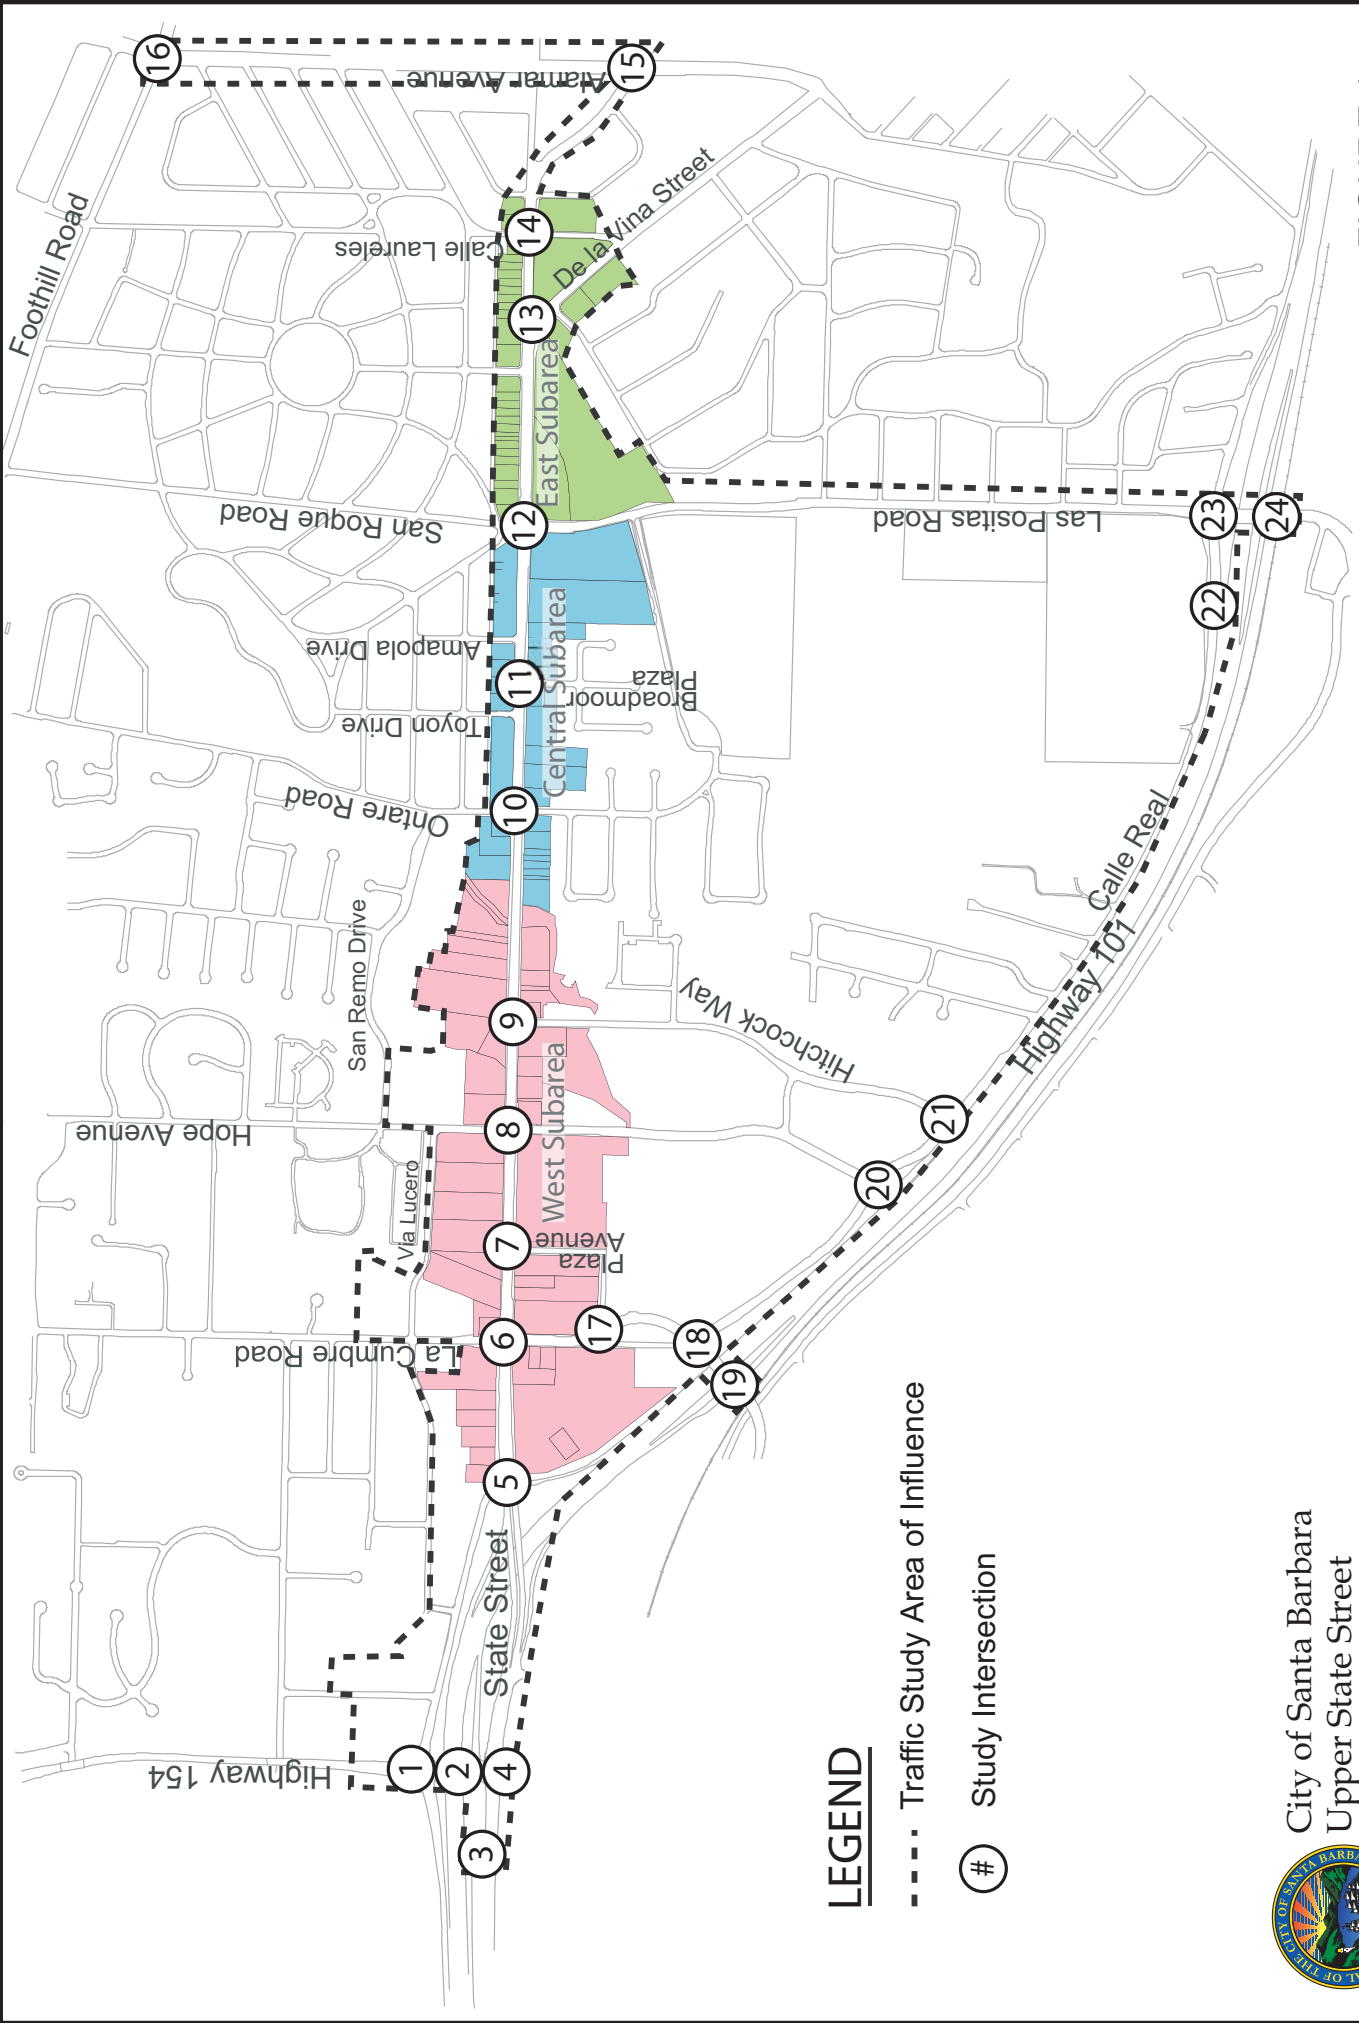 Foothill Road
16
Alamar Avenue
15
Calle Laureles
14
De la Vina Street
13
East Subarea
San Roque Road
12
Las Positas Road
23
24
22
Amapola Drive
11
Central Subarea
Broadmoor
Plaza
Toyon Drive
Ontare Road
10
San Remo Drive
9
Hitchcock Way
Calle Real
Highway 101
Hope Avenue
8
West Subarea
21
20
Via Lucero
7
Plaza
Avenue
La Cumbre Road
6
17
18
19
5
State Street
Highway 154
1
2
3
4
LEGEND
Traffic Study Area of Influence
# Study Intersection
City of Santa Barbara
Upper State Street